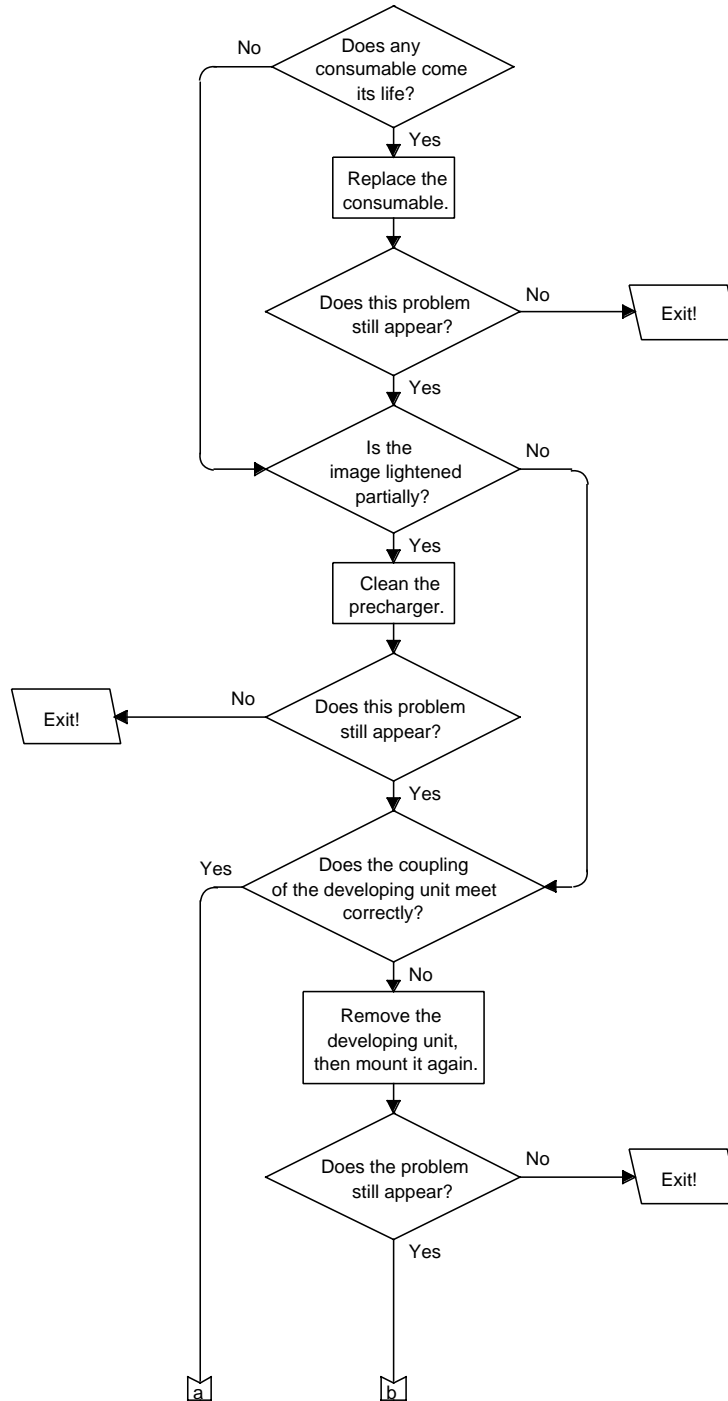 Does any
consumable come
its life?
No
Yes
Replace the
consumable.
Does this problem
still appear?
No
Exit!
Yes
Is the
image lightened
partially?
No
Yes
Clean the
precharger.
Does this problem
still appear?
No
Exit!
Yes
Does the coupling
of the developing unit meet
correctly?
Yes
No
Remove the
developing unit,
then mount it again.
Does the problem
still appear?
No
Exit!
Yes
a
b